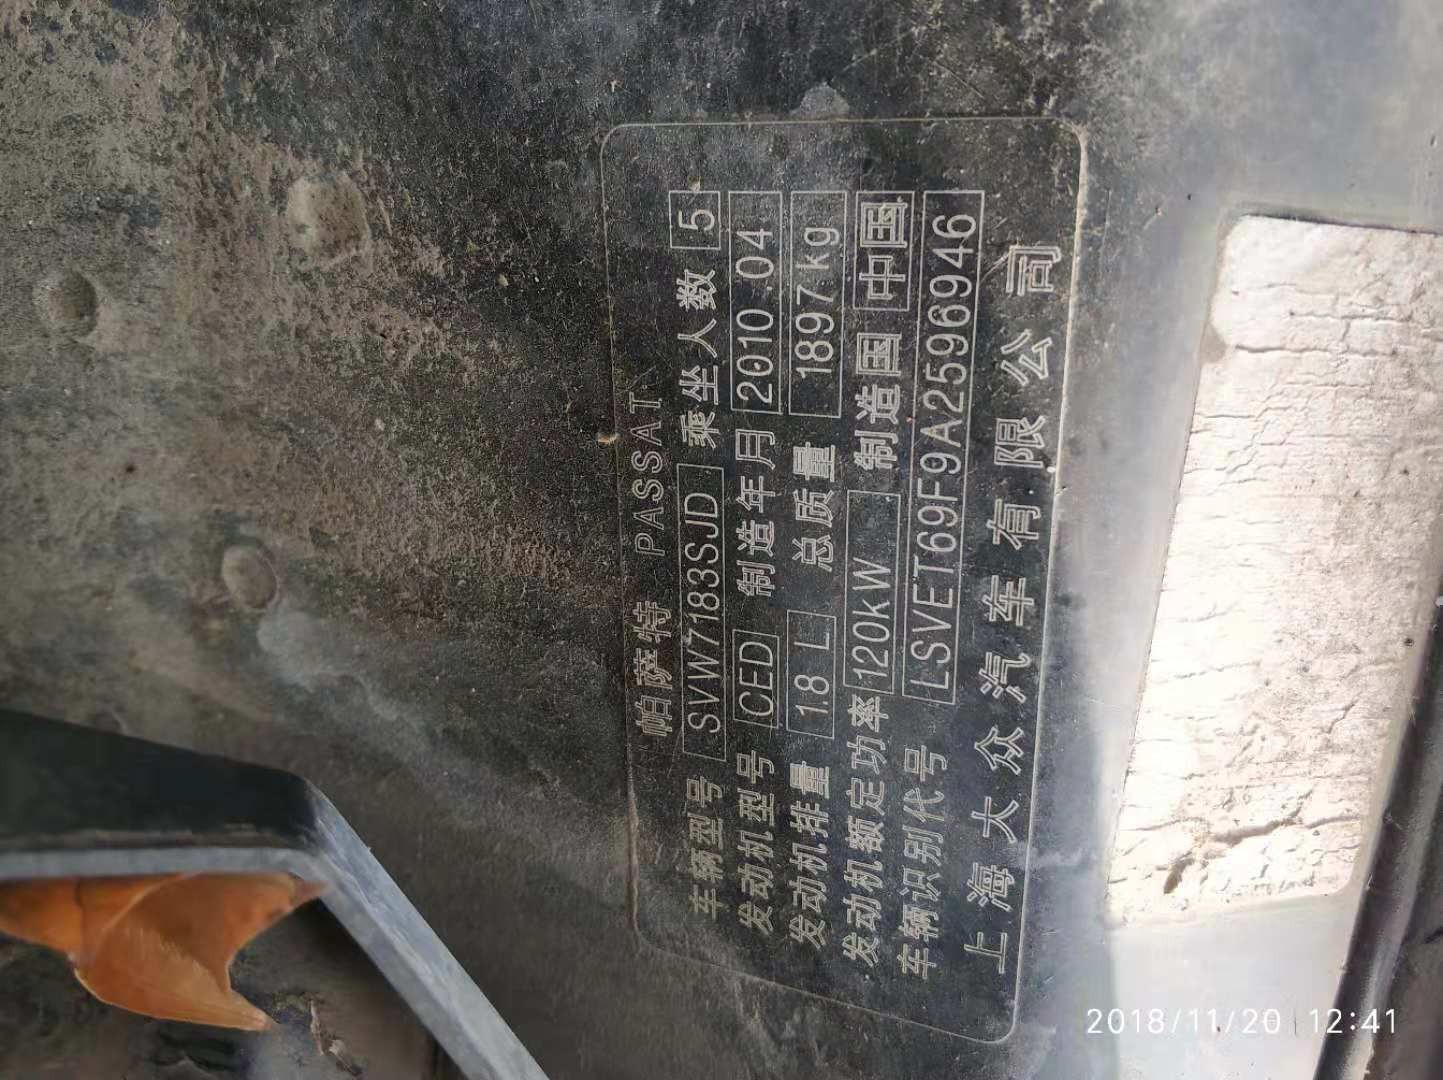 帕萨特 PASSAT
车辆型号 SVW7183SJD 乘坐人数 5
发动机型号 CED 制造年月 2010.04
发动机排量 1.8 L 总质量 1897kg
发动机额定功率 120kW 制造国 中国
车辆识别代号 LSVET69F9A2596946
上海大众汽车有限公司
2018/11/20 12:41